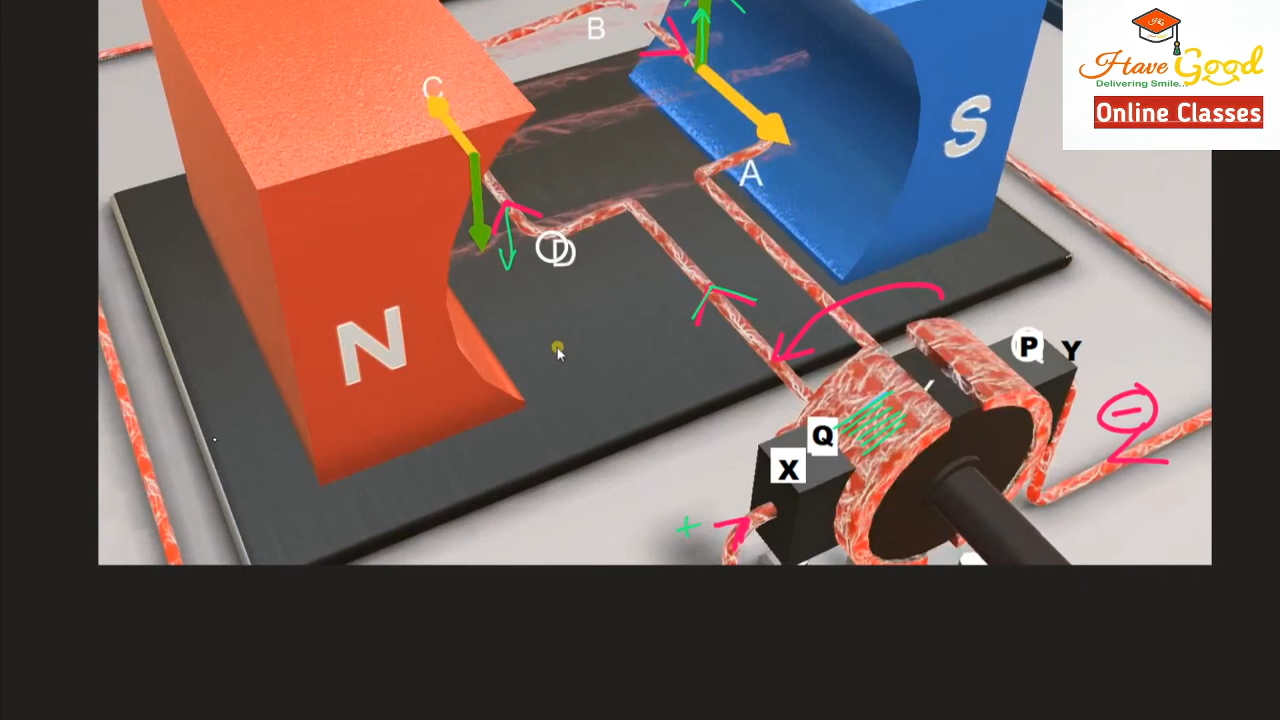 Have Good
Delivering Smile...
Online Classes
B
C
S
A
D
N
P
Y
Q
X
+
-